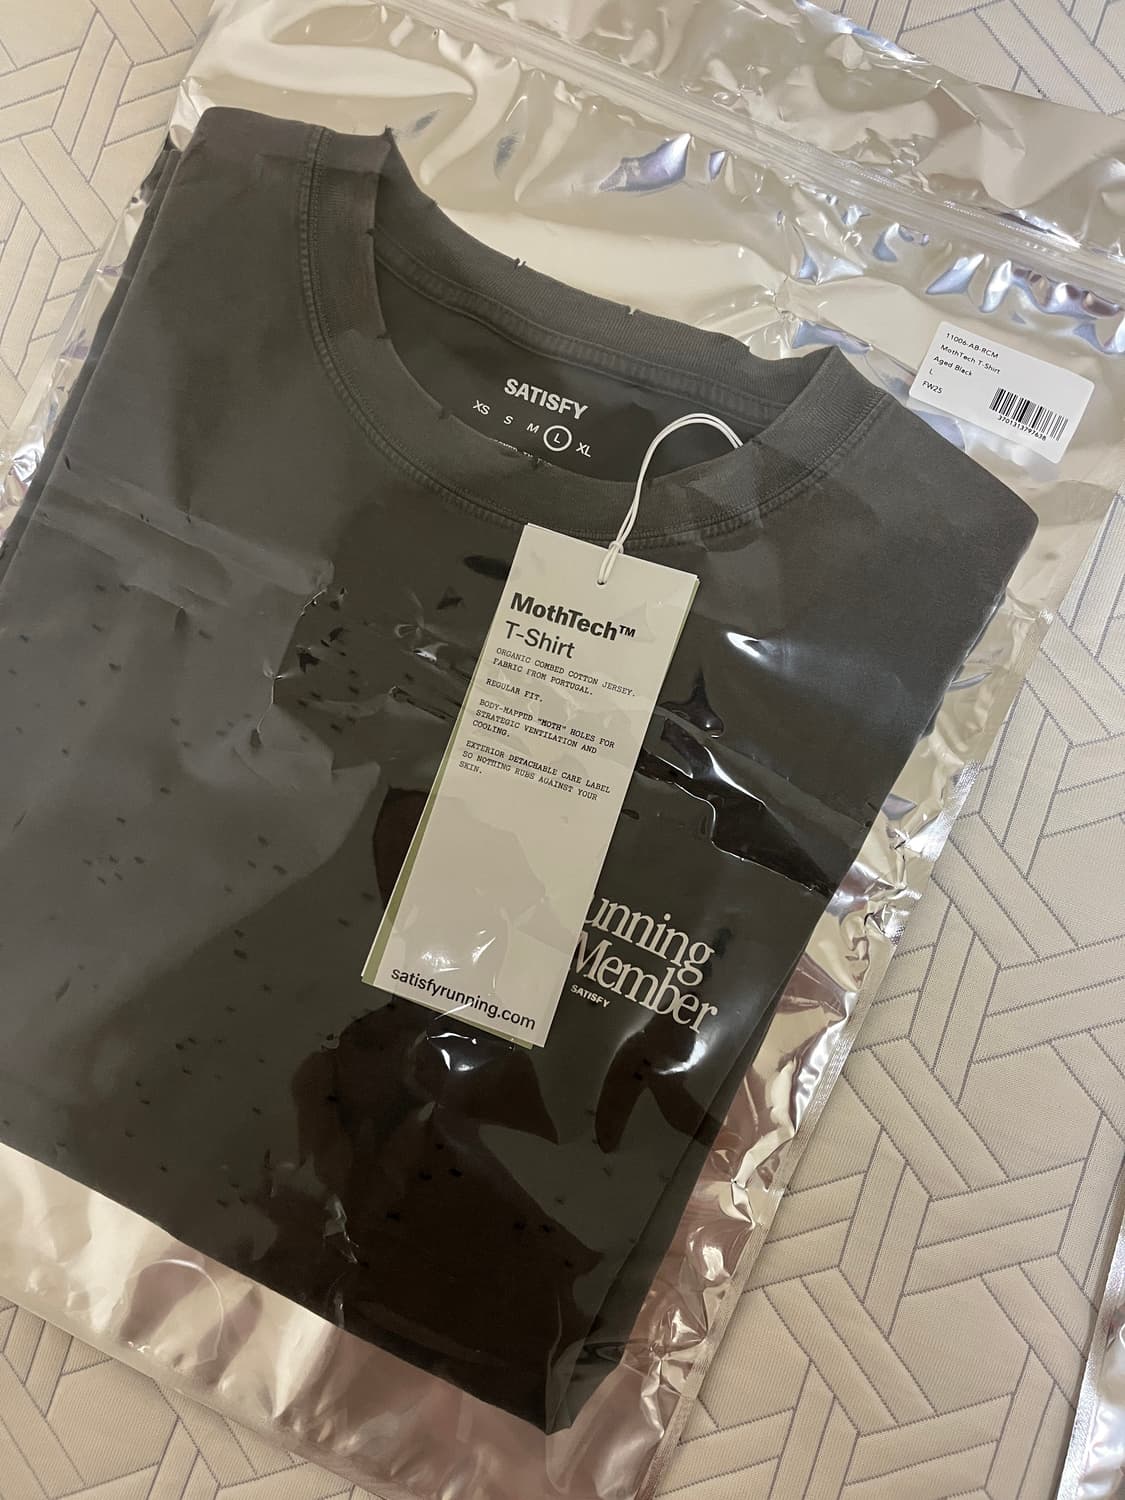 11006-AB-RCM
MothTech T-Shirt
Aged Black
L
FW25
3701313797638
SATISFY
XS S M L XL
MothTech™
T-Shirt
ORGANIC COMBED COTTON JERSEY.
FABRIC FROM PORTUGAL.
REGULAR FIT.
BODY-MAPPED "MOTH" HOLES FOR
STRATEGIC VENTILATION AND
COOLING.
EXTERIOR DETACHABLE CARE LABEL
SO NOTHING RUBS AGAINST YOUR
SKIN.
satisfyrunning.com
unning
Member
SATISFY